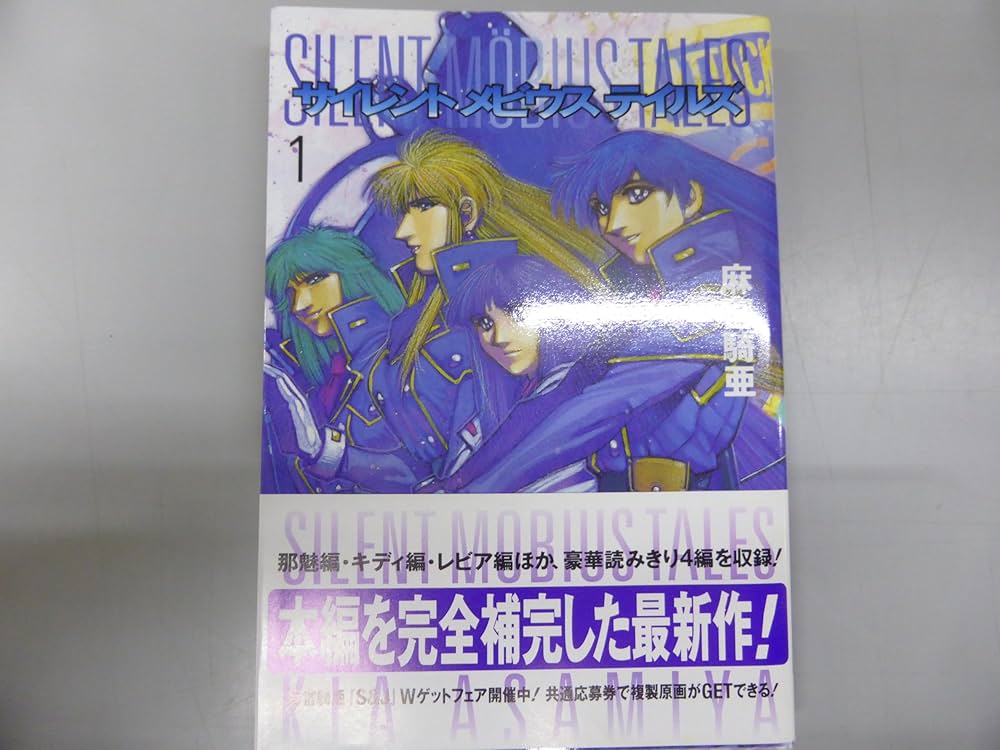 SILENT MÖBIUS TALES
サイレントメビウステイルズ
1
麻 騎亜
SILENT MÖBIUS TALES
那魅編・キディ編・レビア編ほか、豪華読みきり4編を収録!
本編を完全補完した最新作!
「S&J」Wゲットフェア開催中! 共通応募券で複製原画がGETできる!
KIA ASAMIYA